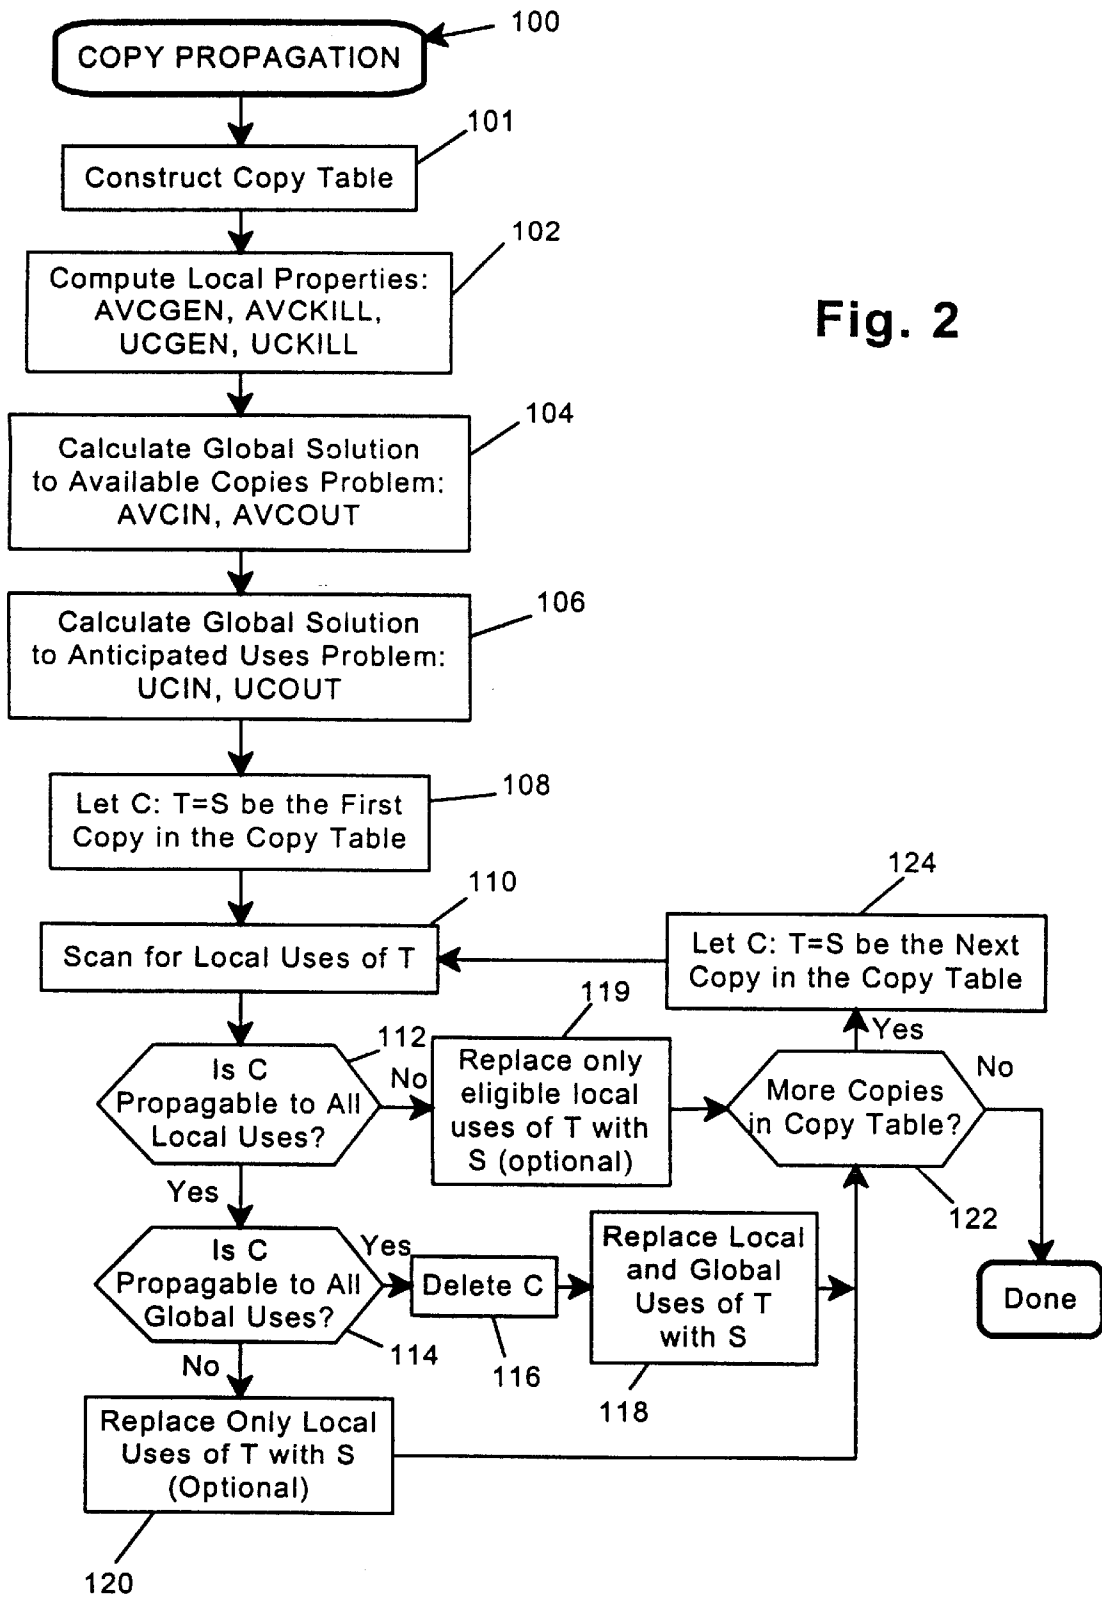 100
COPY PROPAGATION
101
Construct Copy Table
102
Compute Local Properties:
AVCGEN, AVCKILL,
UCGEN, UCKILL
Fig. 2
104
Calculate Global Solution
to Available Copies Problem:
AVCIN, AVCOUT
106
Calculate Global Solution
to Anticipated Uses Problem:
UCIN, UCOUT
108
Let C: T=S be the First
Copy in the Copy Table
110
Scan for Local Uses of T
124
Let C: T=S be the Next
Copy in the Copy Table
112
Is C
Propagable to All
Local Uses?
No
119
Replace only
eligible local
uses of T with
S (optional)
Yes
No
More Copies
in Copy Table?
122
Yes
Is C
Propagable to All
Global Uses?
114
Yes
Delete C
116
Replace Local
and Global
Uses of T
with S
118
Done
No
Replace Only Local
Uses of T with S
(Optional)
120